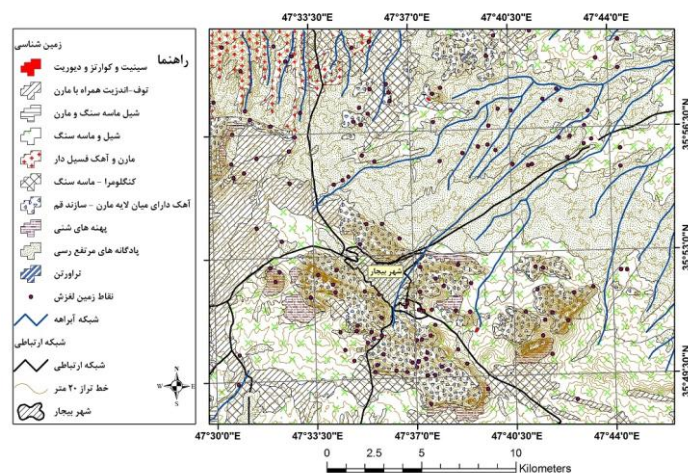 راهنما
زمین شناسی
سینیت و کوارتز و دیوریت
توف-اندزیت همراه با مارن
شیل ماسه سنگ و مارن
شیل و ماسه سنگ
مارن و آهک فسیل دار
کنگلومرا - ماسه سنگ
آهک دارای میان لایه مارن - سازند قم
پهنه های شنی
پادگانه های مرتفع رسی
تراورتن
نقاط زمین لغزش
شبکه آبراهه
شبکه ارتباطی
شبکه ارتباطی
خط تراز ۲۰ متر
شهر بیجار
N
W E
S
47°33'30"E 47°37'0"E 47°40'30"E 47°44'0"E
35°56'30"N
35°53'0"N
35°49'30"N
شهر بیجار
47°30'0"E 47°33'30"E 47°37'0"E 47°40'30"E 47°44'0"E
0 2.5 5 10
Kilometers